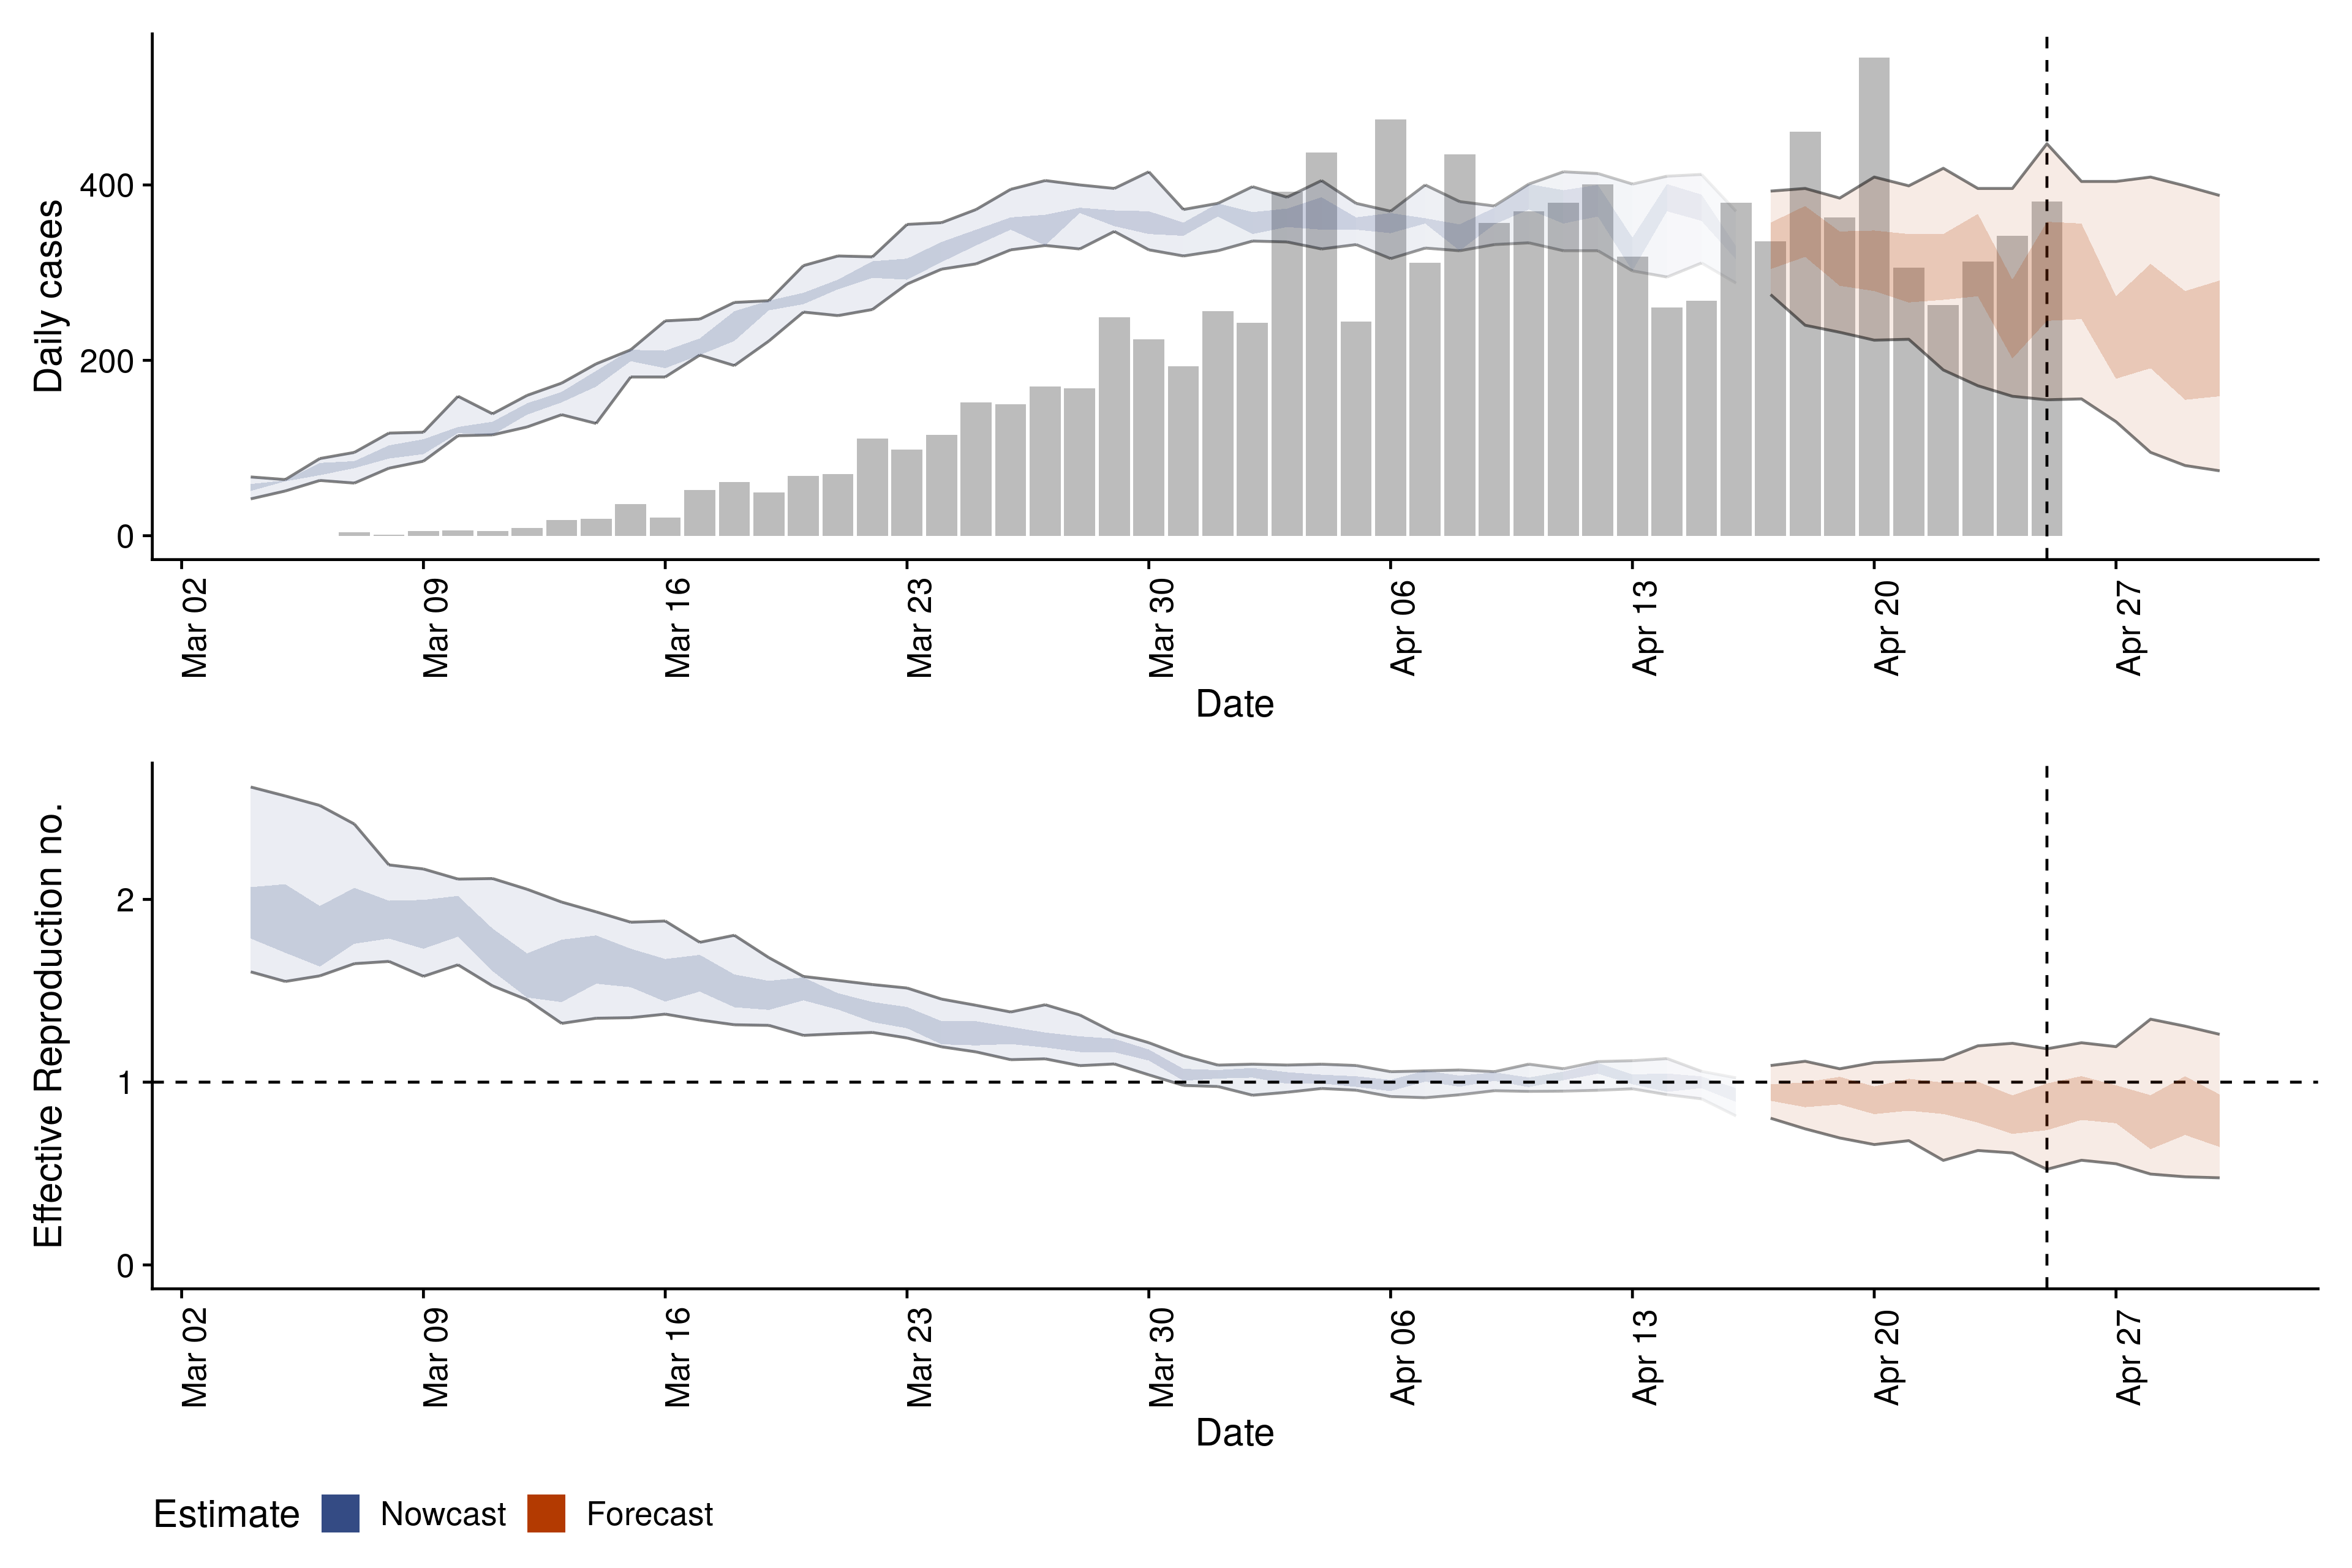 Daily cases
400
200
0
Mar 02
Mar 09
Mar 16
Mar 23
Mar 30
Apr 06
Apr 13
Apr 20
Apr 27
Date
Effective Reproduction no.
2
1
0
Mar 02
Mar 09
Mar 16
Mar 23
Mar 30
Apr 06
Apr 13
Apr 20
Apr 27
Date
Estimate Nowcast Forecast